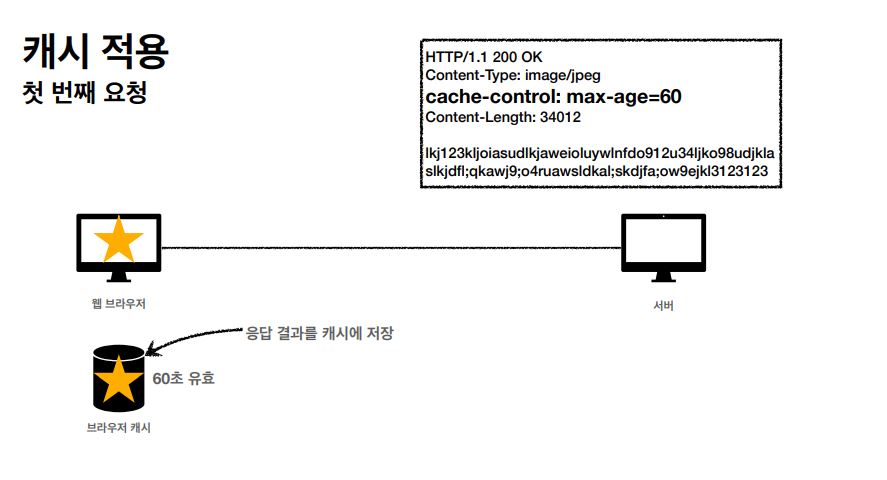 캐시 적용
첫 번째 요청
HTTP/1.1 200 OK
Content-Type: image/jpeg
cache-control: max-age=60
Content-Length: 34012
lkj123kljoiasudlkjaweioluywlnfdo912u34ljko98udjkla
slkjdfl;qkawj9;o4ruawsldkal;skdjfa;ow9ejkl3123123
웹 브라우저
서버
응답 결과를 캐시에 저장
60초 유효
브라우저 캐시